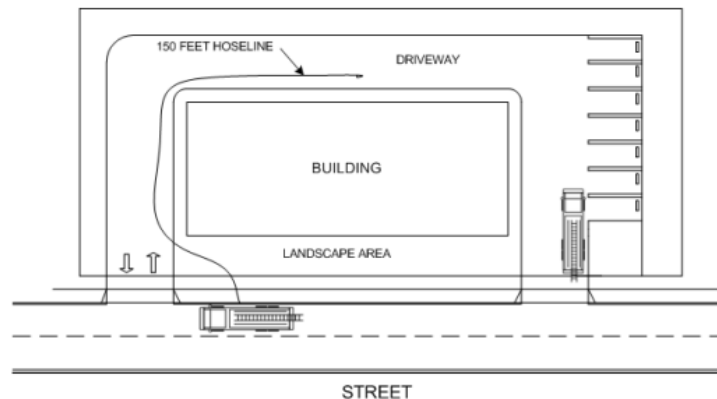 150 FEET HOSELINE
DRIVEWAY
BUILDING
LANDSCAPE AREA
STREET